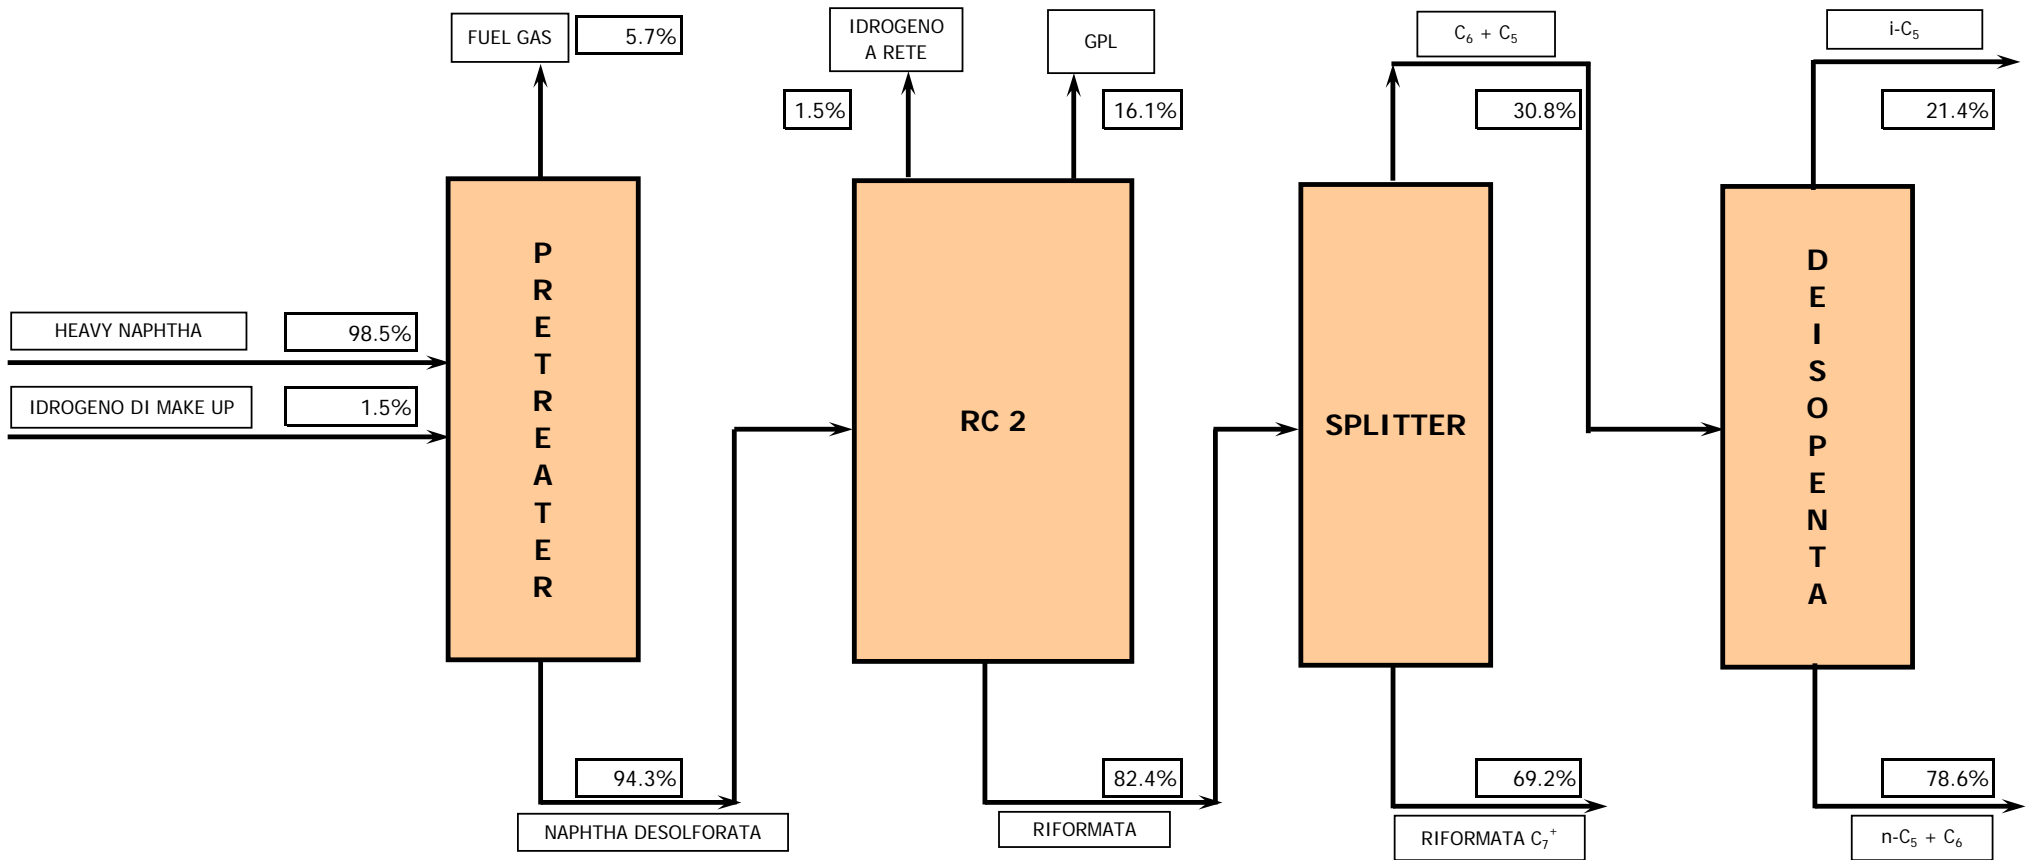 FUEL GAS
5.7%
IDROGENO
A RETE
1.5%
GPL
16.1%
C₆ + C₅
30.8%
i-C₅
21.4%
HEAVY NAPHTHA
98.5%
IDROGENO DI MAKE UP
1.5%
PRETREATER
RC 2
SPLITTER
DEISOPENTA
94.3%
NAPHTHA DESOLFORATA
82.4%
RIFORMATA
69.2%
RIFORMATA C₇⁺
78.6%
n-C₅ + C₆